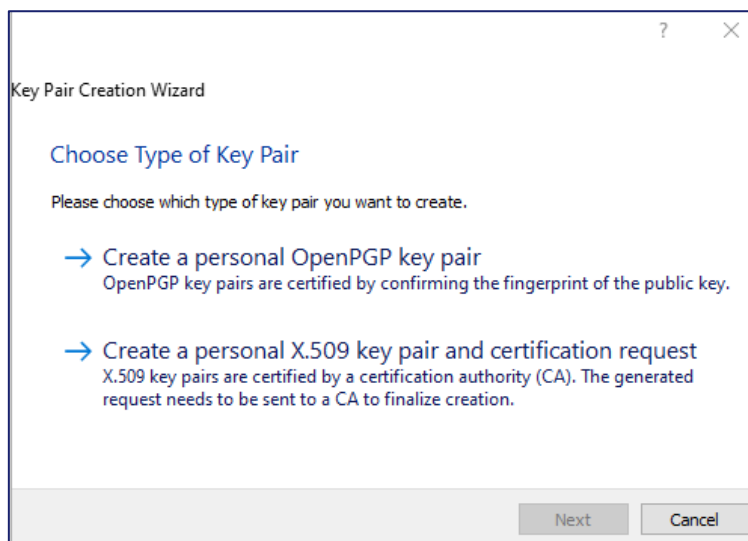 Key Pair Creation Wizard
Choose Type of Key Pair
Please choose which type of key pair you want to create.
Create a personal OpenPGP key pair
OpenPGP key pairs are certified by confirming the fingerprint of the public key.
Create a personal X.509 key pair and certification request
X.509 key pairs are certified by a certification authority (CA). The generated
request needs to be sent to a CA to finalize creation.
Next
Cancel